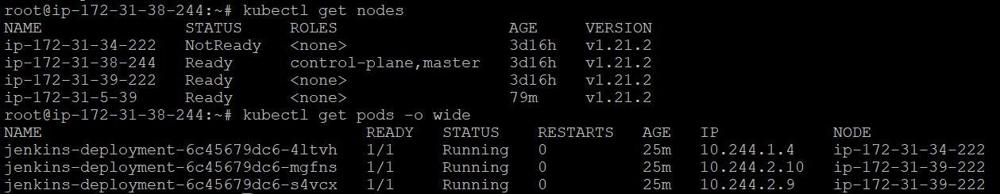 root@ip-172-31-38-244:~# kubectl get nodes
NAME STATUS ROLES AGE VERSION
ip-172-31-34-222 NotReady <none> 3d16h v1.21.2
ip-172-31-38-244 Ready control-plane,master 3d16h v1.21.2
ip-172-31-39-222 Ready <none> 3d16h v1.21.2
ip-172-31-5-39 Ready <none> 79m v1.21.2
root@ip-172-31-38-244:~# kubectl get pods -o wide
NAME READY STATUS RESTARTS AGE IP NODE
jenkins-deployment-6c45679dc6-4ltvh 1/1 Running 0 25m 10.244.1.4 ip-172-31-34-222
jenkins-deployment-6c45679dc6-mgfns 1/1 Running 0 25m 10.244.2.10 ip-172-31-39-222
jenkins-deployment-6c45679dc6-s4vcx 1/1 Running 0 25m 10.244.2.9 ip-172-31-39-222